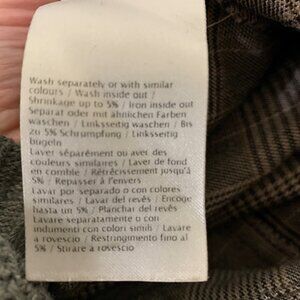 Wash separately or with similar
colours / Wash inside out /
Shrinkage up to 5% / Iron inside out
Separat oder mit ähnlichen Farben
waschen / Linksseitig waschen / Bis
zu 5% Schrumpfung / Linksseitig
bügeln
Laver séparément ou avec des
couleurs similaires / Laver de fond
en comble / Rétrécissement jusqu'à
5% / Repasser à l'envers
Lavar por separado o con colores
similares / Lavar del revés / Encoge
hasta un 5% / Planchar del revés
Lavare separatamente o con
indumenti con colori simili / Lavare
a rovescio / Restringimento fino al
5% / Stirare a rovescio